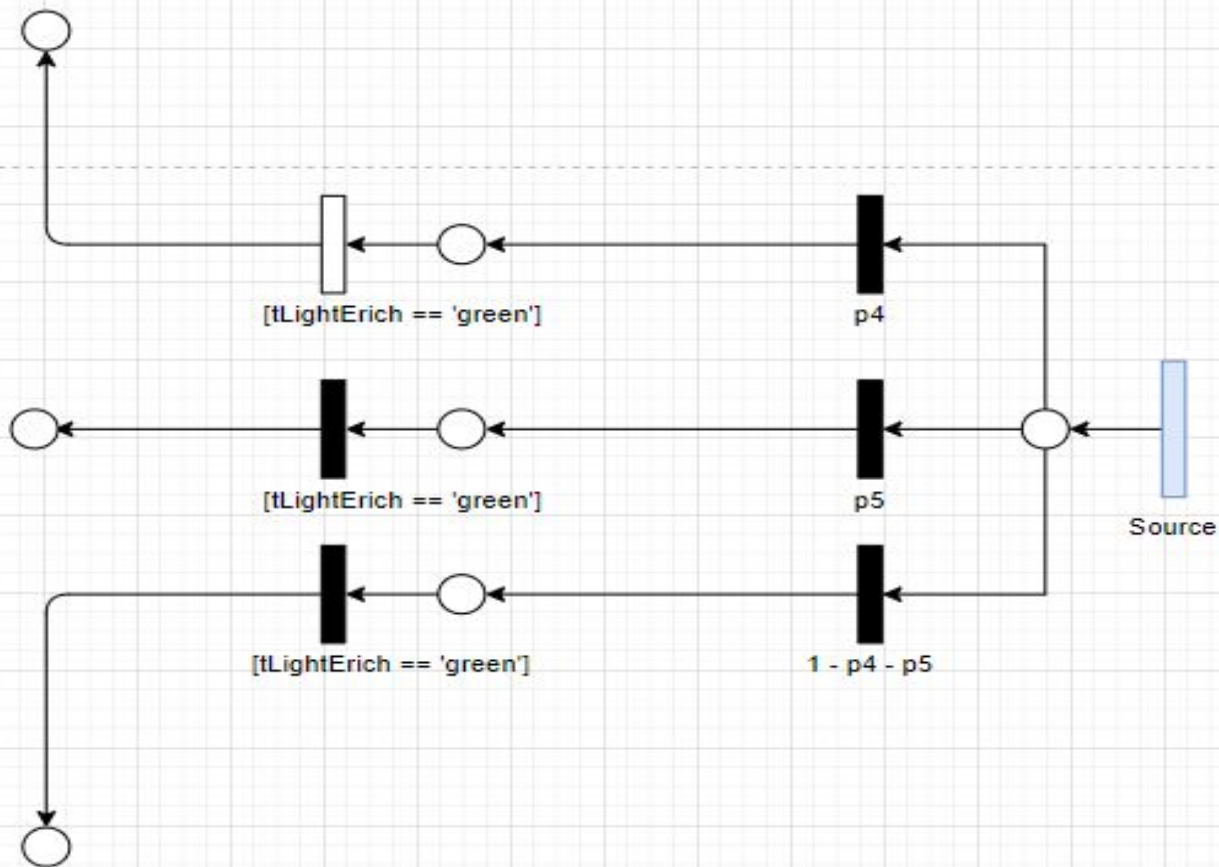 [tLightErich == 'green']
p4
[tLightErich == 'green']
p5
Source
[tLightErich == 'green']
1 - p4 - p5